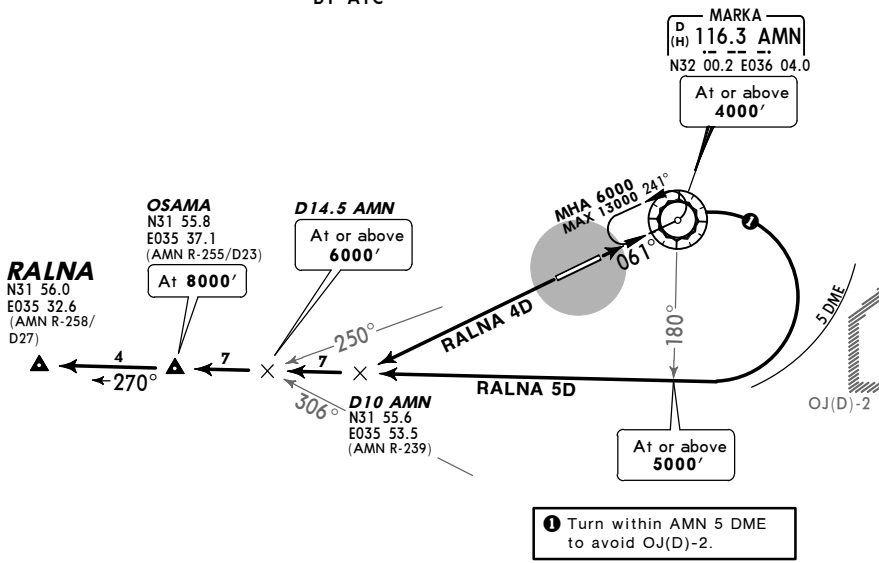 BY ATC
MARKA
D
(H)
116.3 AMN
N32 00.2 E036 04.0
At or above
4000'
MHA 6000
MAX 13000
241°
061°
❶
OSAMA
N31 55.8
E035 37.1
(AMN R-255/D23)
At 8000'
D14.5 AMN
At or above
6000'
RALNA
N31 56.0
E035 32.6
(AMN R-258/
D27)
4
270°
7
7
250°
306°
RALNA 4D
180°
5 DME
RALNA 5D
D10 AMN
N31 55.6
E035 53.5
(AMN R-239)
OJ(D)-2
At or above
5000'
❶ Turn within AMN 5 DME
to avoid OJ(D)-2.